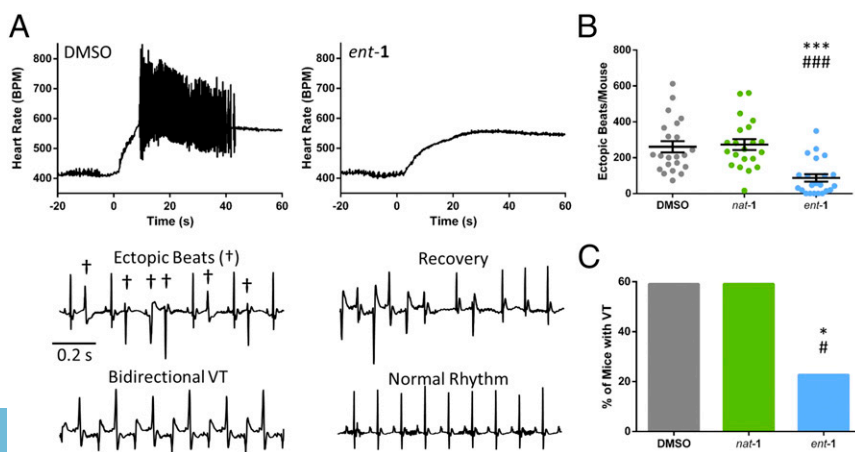 A
DMSO
Heart Rate (BPM)
800
700
600
500
400
-20
0
20
40
60
Time (s)
ent-1
Heart Rate (BPM)
800
700
600
500
400
-20
0
20
40
60
Time (s)
Ectopic Beats (†)
† † † † † †
0.2 s
Recovery
Bidirectional VT
Normal Rhythm
B
Ectopic Beats/Mouse
800
600
400
200
0
***
###
DMSO
nat-1
ent-1
C
% of Mice with VT
60
40
20
0
*
#
DMSO
nat-1
ent-1